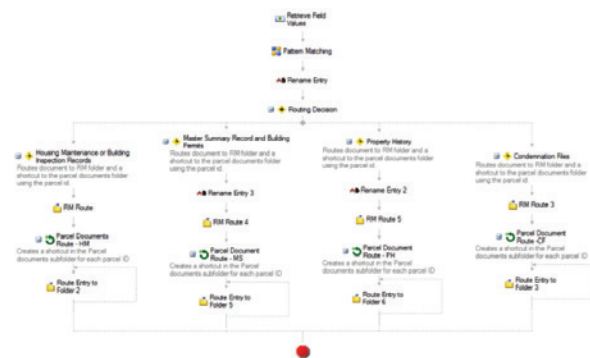 Retrieve Field
Values
Pattern Matching
Rename Entry
Routing Decision
Housing Maintenance or Building
Inspection Records
Routes document to RM folder and a
shortcut to the parcel documents folder
using the parcel id.
RM Route
Parcel Documents
Route - HM
Creates a shortcut in the Parcel
documents subfolder for each parcel ID
Route Entry to
Folder 2
Master Summary Record and Building
Permits
Routes document to RM folder and a
shortcut to the parcel documents folder
using the parcel id.
Rename Entry 3
RM Route 4
Parcel Document
Route - MS
Creates a shortcut in the Parcel
documents subfolder for each parcel ID
Route Entry to
Folder 5
Property History
Routes document to RM folder and a
shortcut to the parcel documents folder
using the parcel id.
Rename Entry 2
RM Route 5
Parcel Document
Route - PH
Creates a shortcut in the Parcel
documents subfolder for each parcel ID
Route Entry to
Folder 6
Condemnation Files
Routes document to RM folder and a
shortcut to the parcel documents folder
using the parcel id.
RM Route 3
Parcel Document
Route -CF
Creates a shortcut in the Parcel
documents subfolder for each parcel ID
Route Entry to
Folder 3